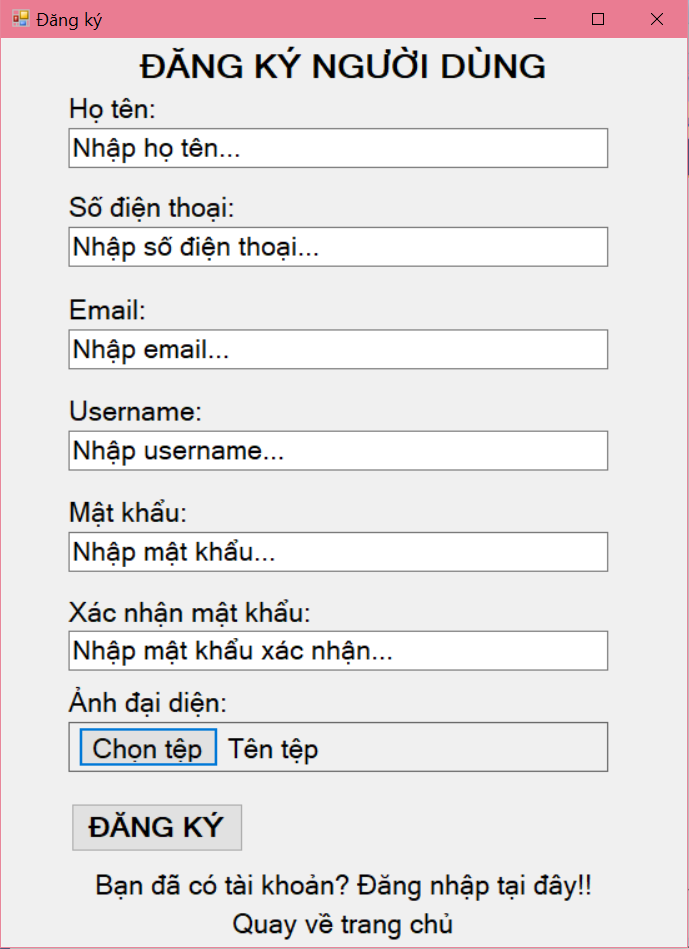 Đăng ký
ĐĂNG KÝ NGƯỜI DÙNG
Họ tên:
Nhập họ tên...
Số điện thoại:
Nhập số điện thoại...
Email:
Nhập email...
Username:
Nhập username...
Mật khẩu:
Nhập mật khẩu...
Xác nhận mật khẩu:
Nhập mật khẩu xác nhận...
Ảnh đại diện:
Chọn tệp Tên tệp
ĐĂNG KÝ
Bạn đã có tài khoản? Đăng nhập tại đây!!
Quay về trang chủ